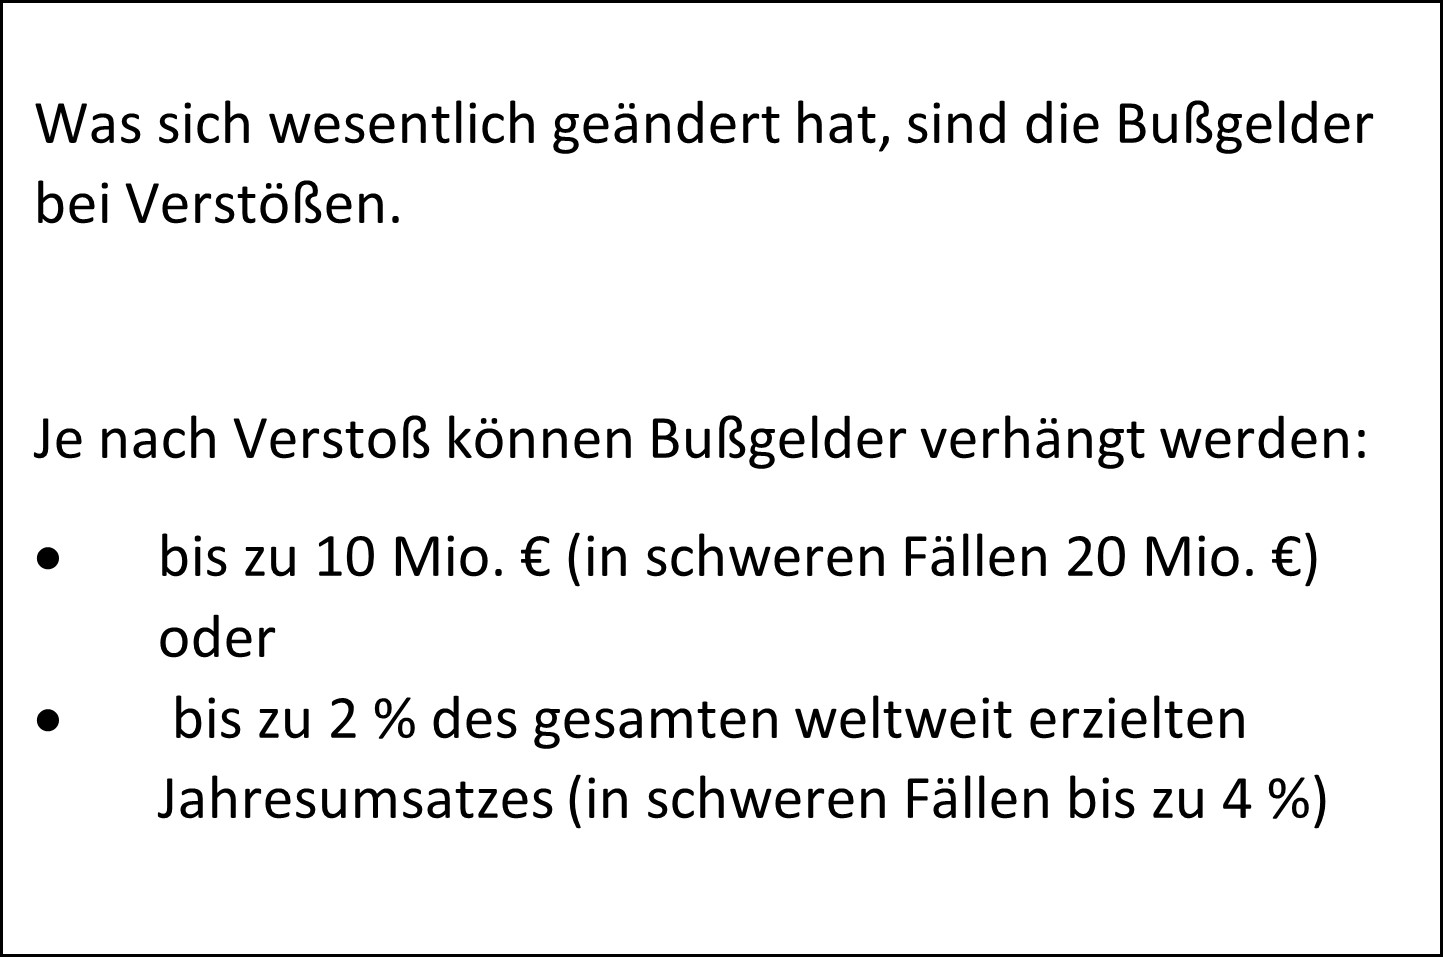 Was sich wesentlich geändert hat, sind die Bußgelder
bei Verstößen.
Je nach Verstoß können Bußgelder verhängt werden:
• bis zu 10 Mio. € (in schweren Fällen 20 Mio. €)
oder
• bis zu 2 % des gesamten weltweit erzielten
Jahresumsatzes (in schweren Fällen bis zu 4 %)